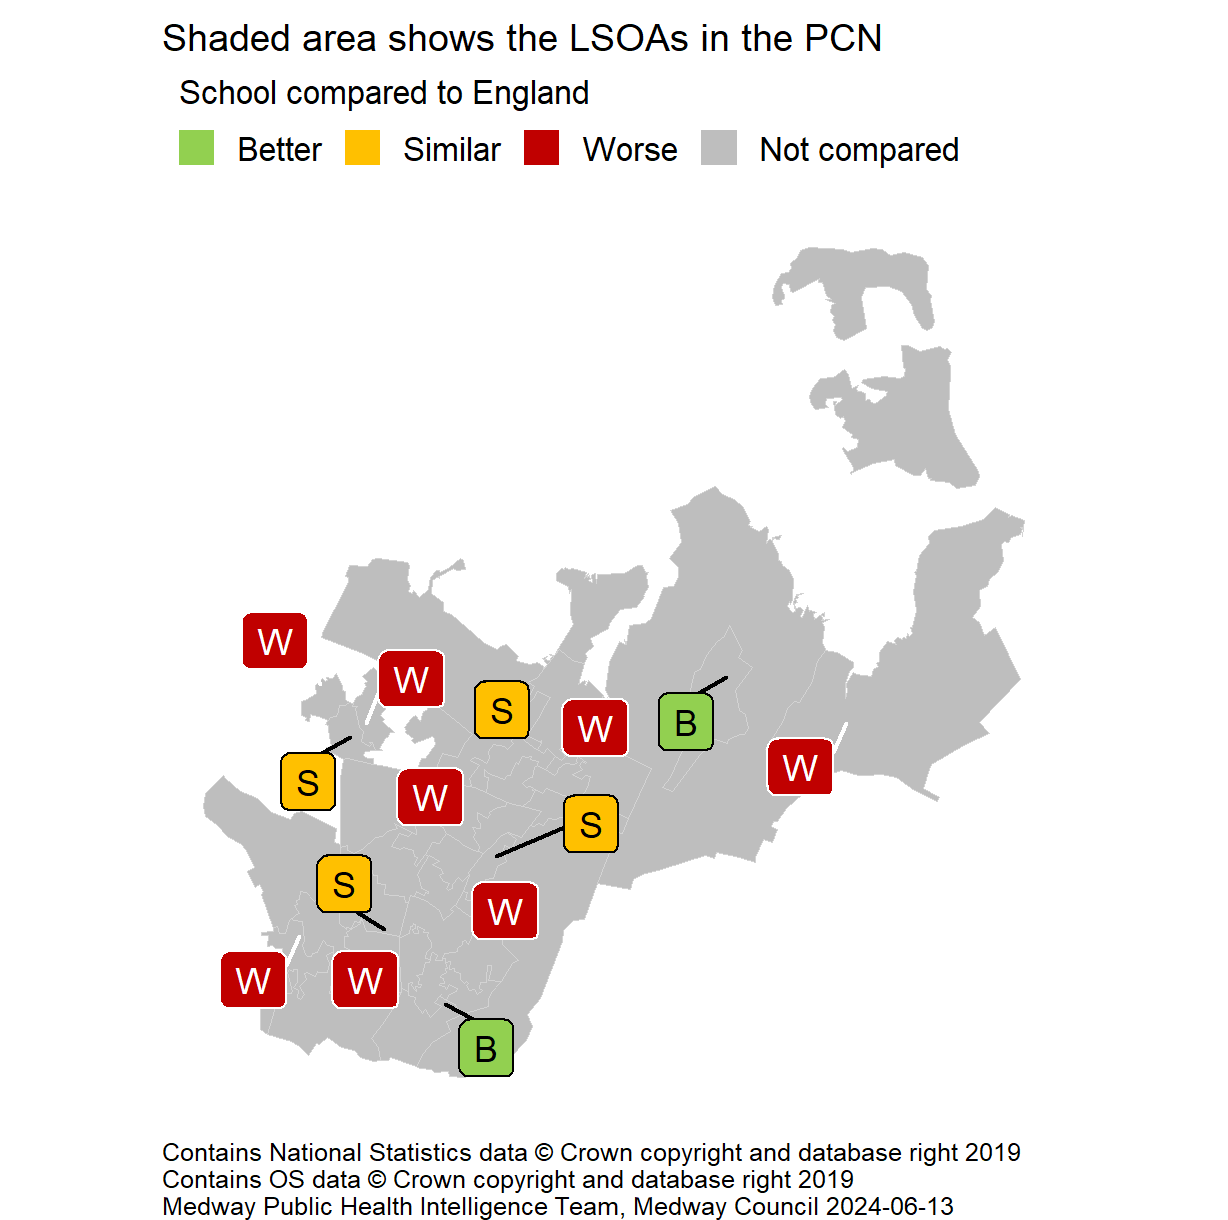 Shaded area shows the LSOAs in the PCN
School compared to England
Better Similar Worse Not compared
W
W
S
W
B
W
S
W
S
S
W
W
W
B
Contains National Statistics data © Crown copyright and database right 2019
Contains OS data © Crown copyright and database right 2019
Medway Public Health Intelligence Team, Medway Council 2024-06-13